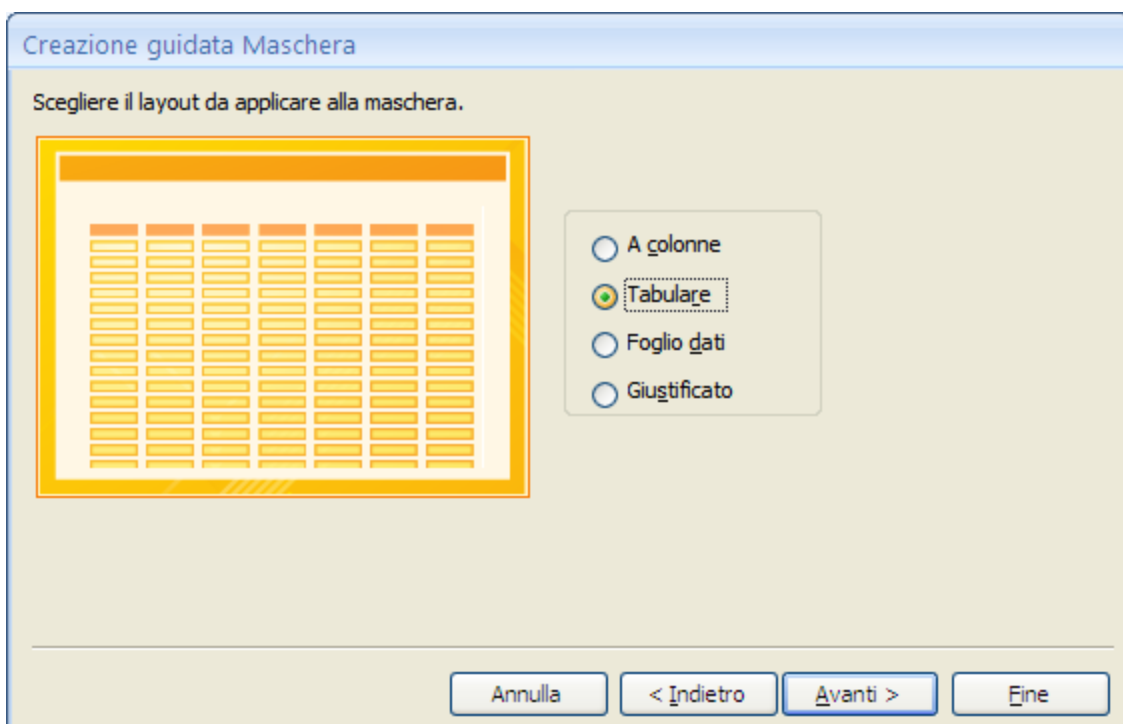 Creazione guidata Maschera
Scegliere il layout da applicare alla maschera.
A colonne
Tabulare
Foglio dati
Giustificato
Annulla
< Indietro
Avanti >
Fine